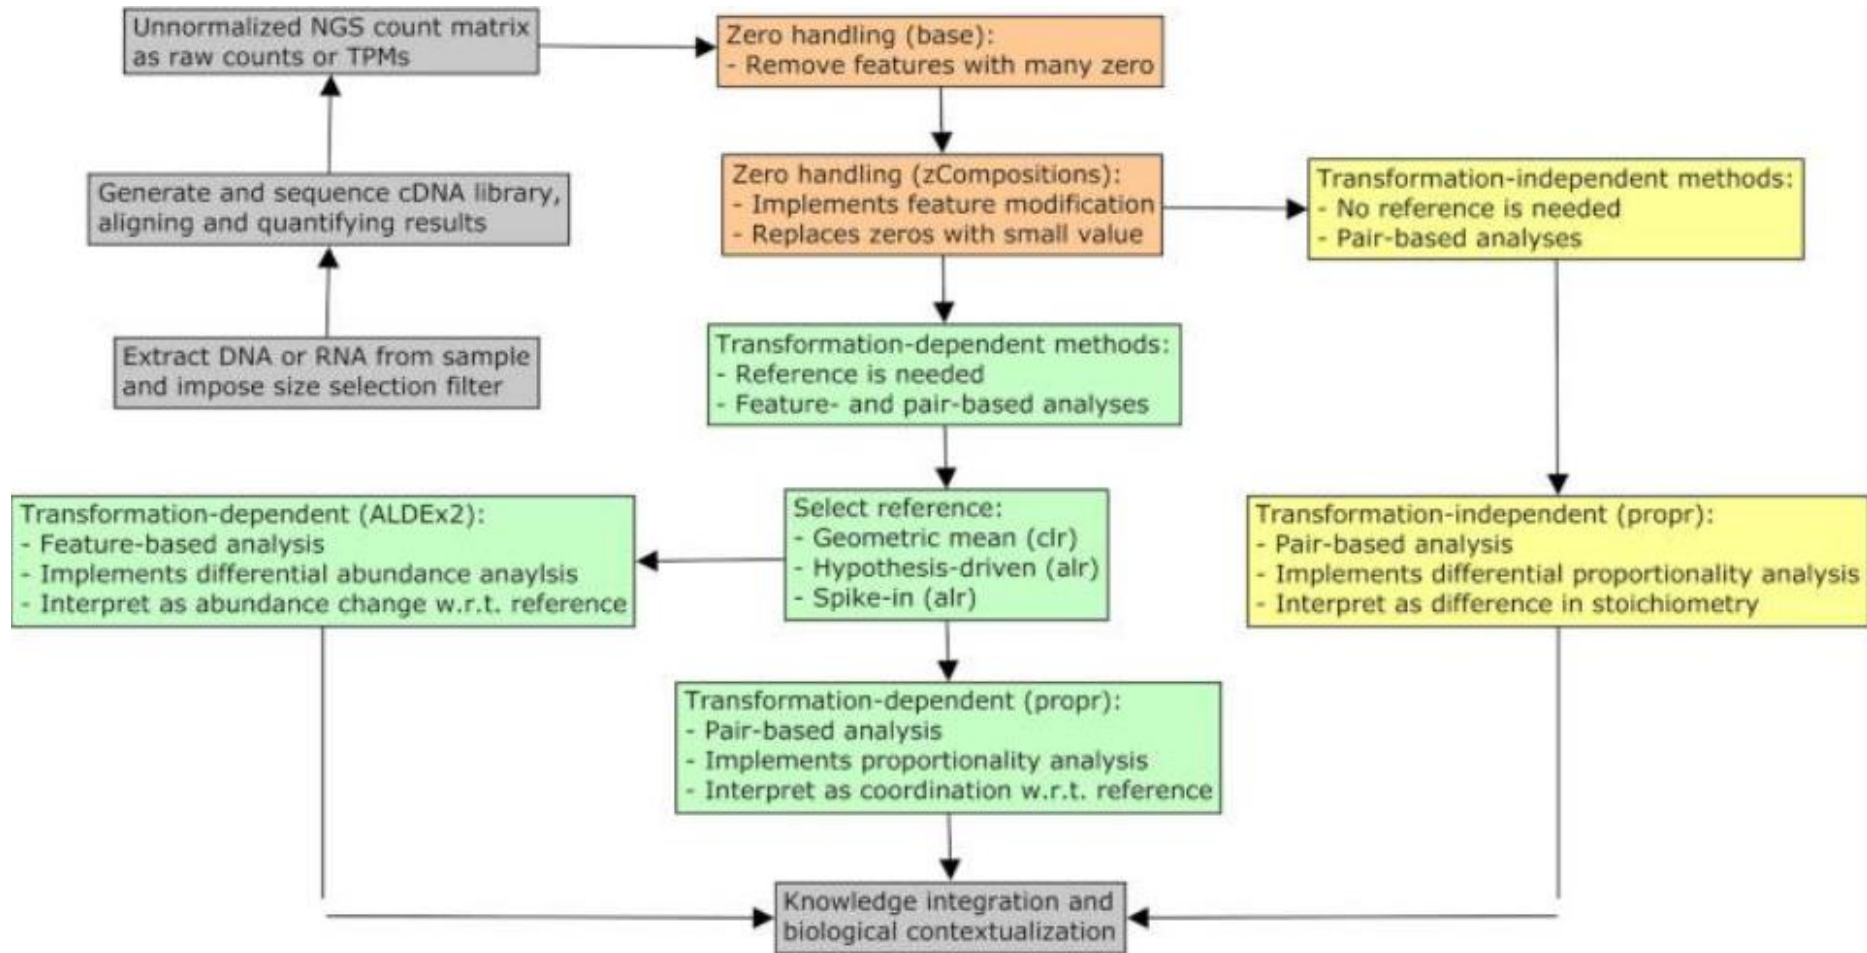 Unnormalized NGS count matrix
as raw counts or TPMs
Zero handling (base):
- Remove features with many zero
Generate and sequence cDNA library,
aligning and quantifying results
Zero handling (zCompositions):
- Implements feature modification
- Replaces zeros with small value
Transformation-independent methods:
- No reference is needed
- Pair-based analyses
Extract DNA or RNA from sample
and impose size selection filter
Transformation-dependent methods:
- Reference is needed
- Feature- and pair-based analyses
Transformation-dependent (ALDEx2):
- Feature-based analysis
- Implements differential abundance anaylsis
- Interpret as abundance change w.r.t. reference
Select reference:
- Geometric mean (clr)
- Hypothesis-driven (alr)
- Spike-in (alr)
Transformation-independent (propr):
- Pair-based analysis
- Implements differential proportionality analysis
- Interpret as difference in stoichiometry
Transformation-dependent (propr):
- Pair-based analysis
- Implements proportionality analysis
- Interpret as coordination w.r.t. reference
Knowledge integration and
biological contextualization